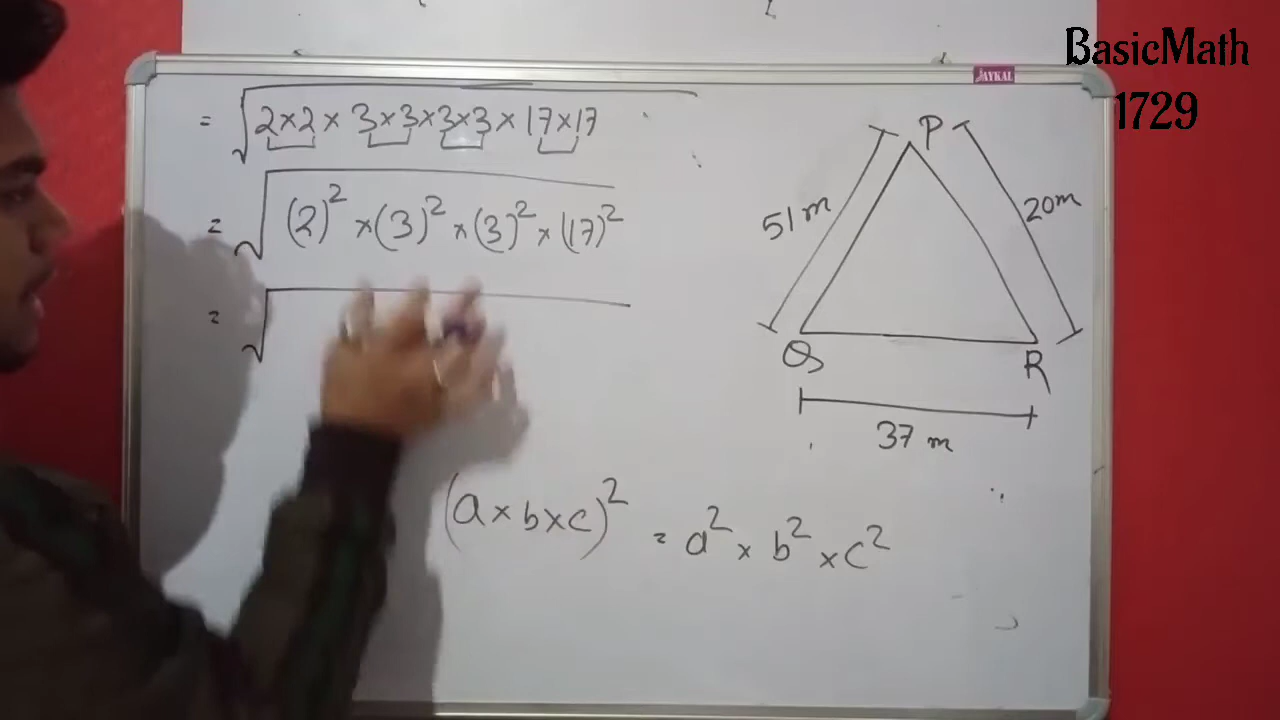 BasicMath
1729
JAYKAL
= √2×2×3×3×3×3×17×17
= √(2)²×(3)²×(3)²×(17)²
= √
P
51 m
20m
Q
R
37 m
(a×b×c)² = a²×b²×c²